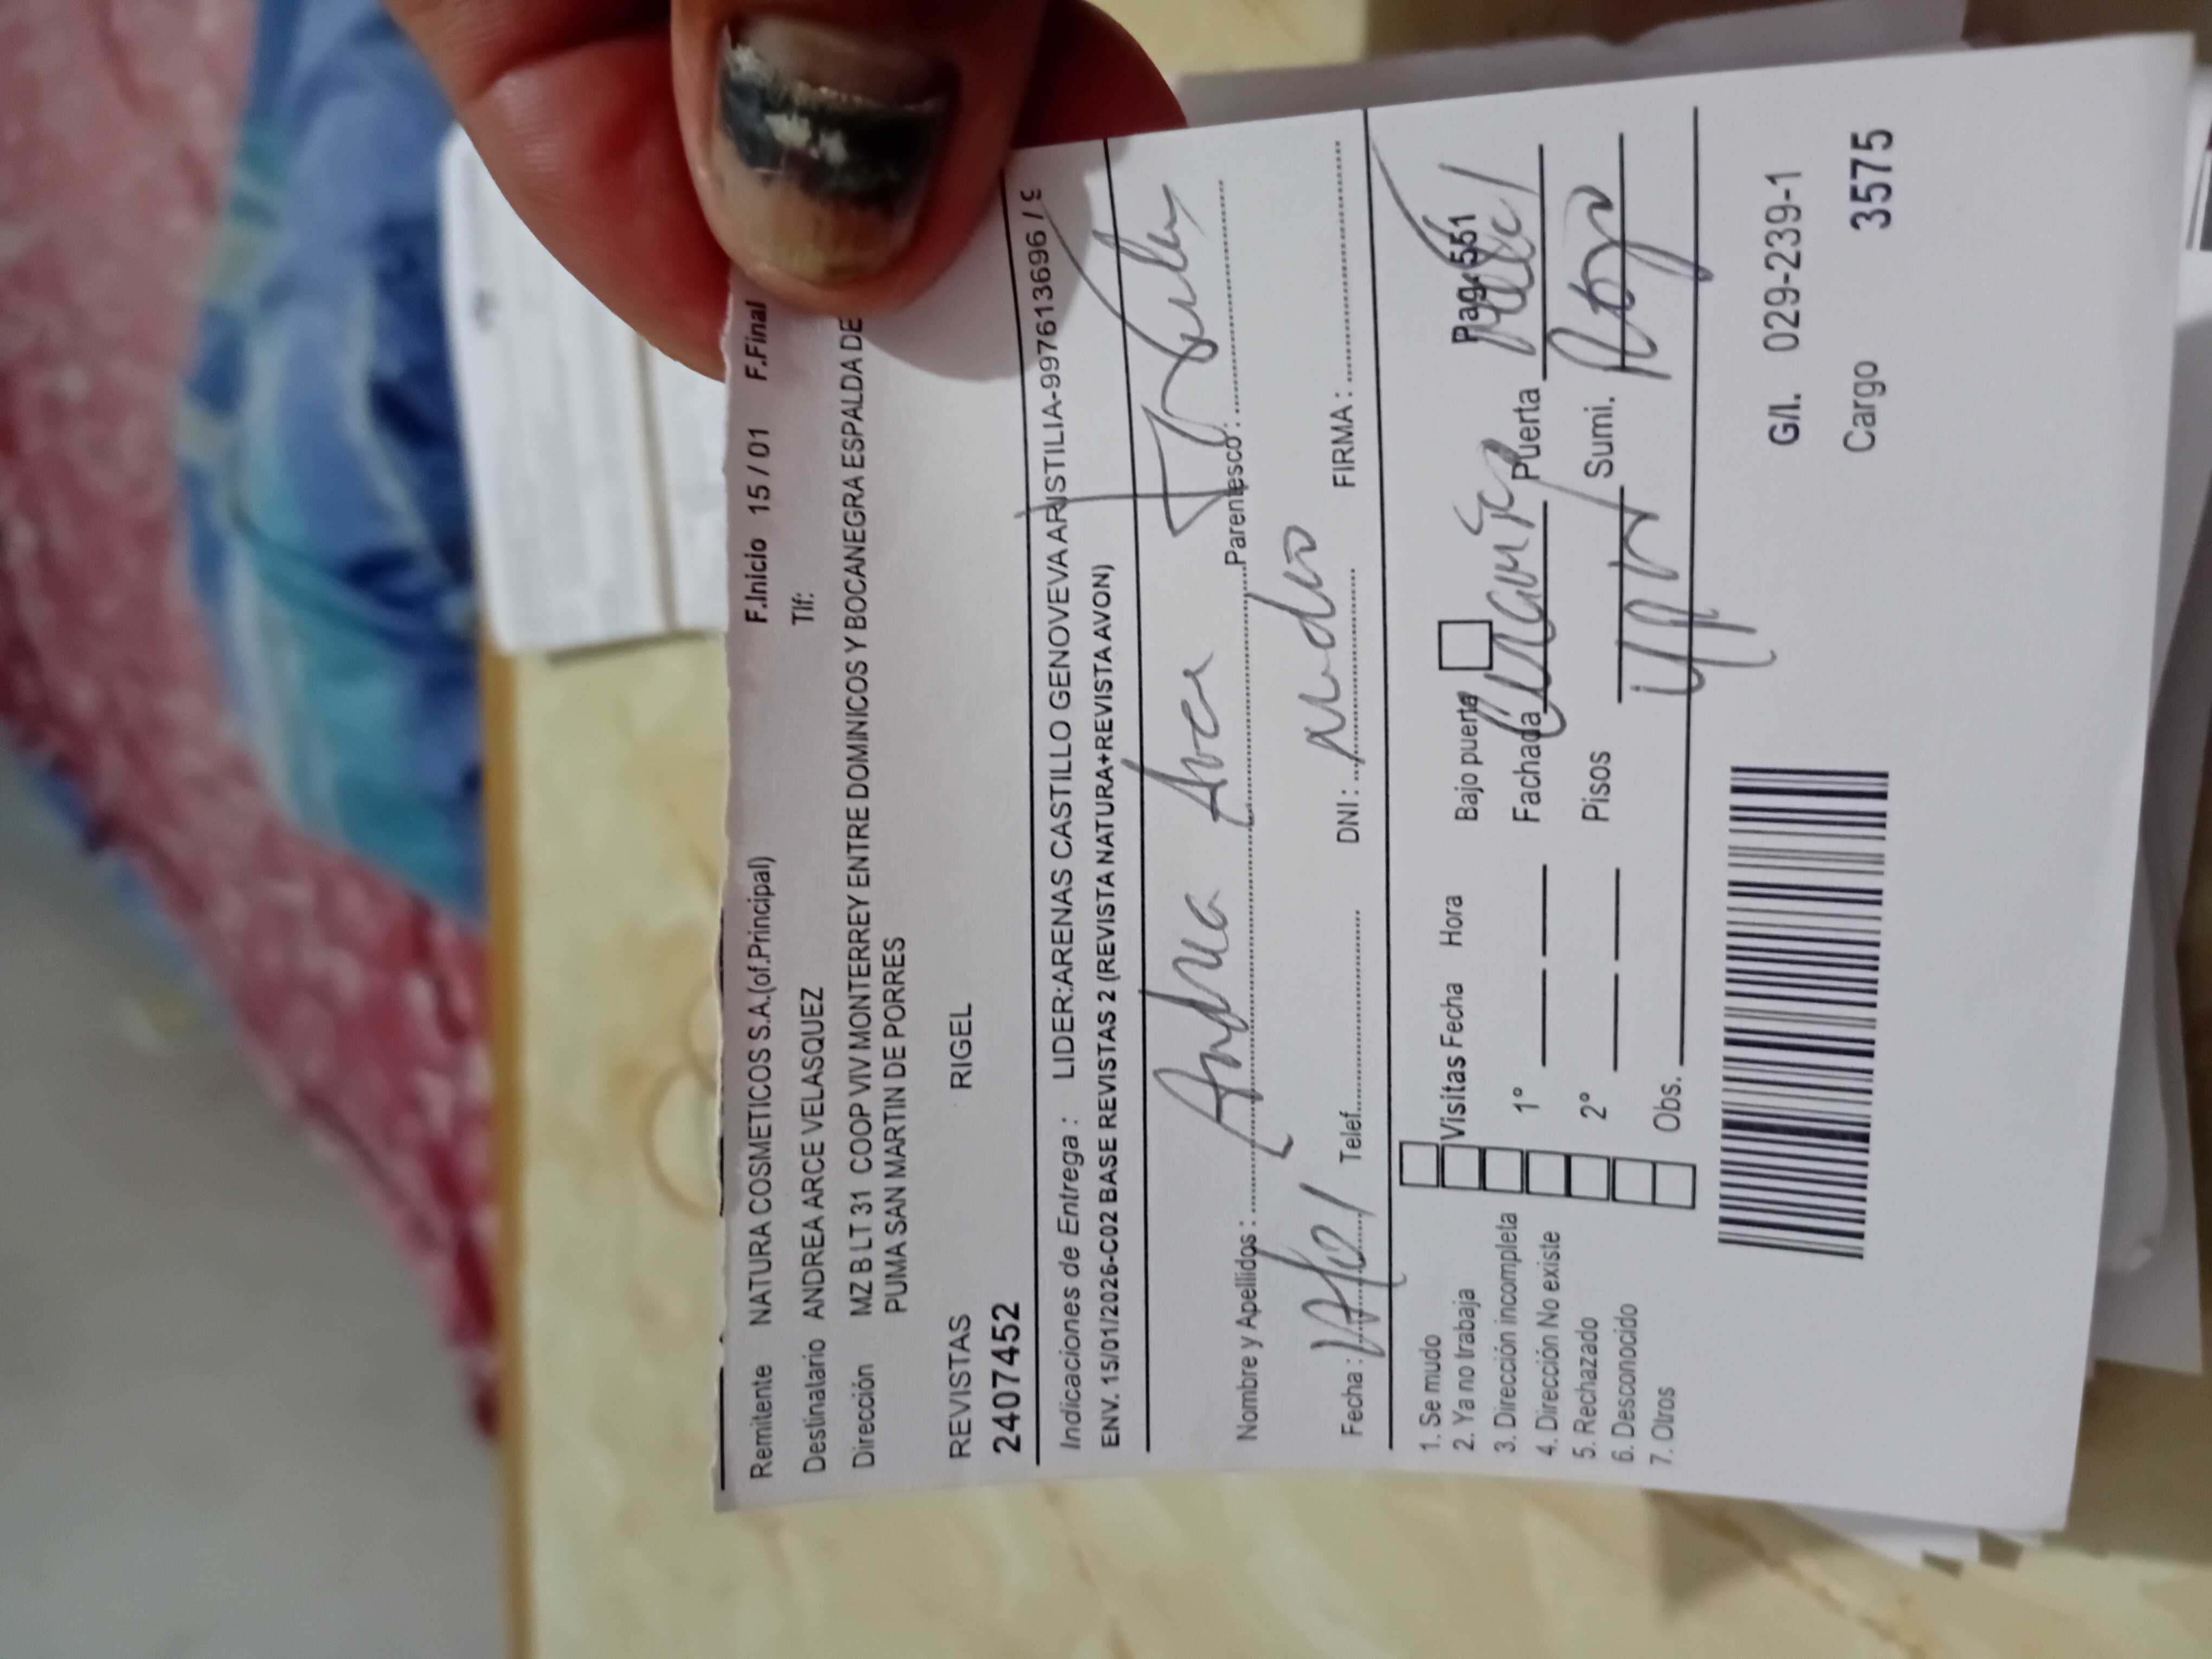 Remitente NATURA COSMETICOS S.A.(of.Principal) F.Inicio 15 / 01 F.Final
Destinatario ANDREA ARCE VELASQUEZ Tlf:
Dirección MZ B LT 31 COOP VIV MONTERREY ENTRE DOMINICOS Y BOCANEGRA ESPALDA DE
PUMA SAN MARTIN DE PORRES
REVISTAS RIGEL
2407452
Indicaciones de Entrega : LIDER:ARENAS CASTILLO GENOVEVA ARISTILIA-997613696 / 9
ENV. 15/01/2026-C02 BASE REVISTAS 2 (REVISTA NATURA+REVISTA AVON)
Nombre y Apellidos : Andrea Arce Parentesco :
Fecha : Telef. DNI : FIRMA :
1. Se mudo
2. Ya no trabaja
3. Dirección incompleta
4. Dirección No existe
5. Rechazado
6. Desconocido
7. Otros
Visitas Fecha Hora Bajo puerta Pag. 551
1º Fachada Puerta
2º Pisos Sumi.
Obs.
G/I. 029-239-1
Cargo 3575